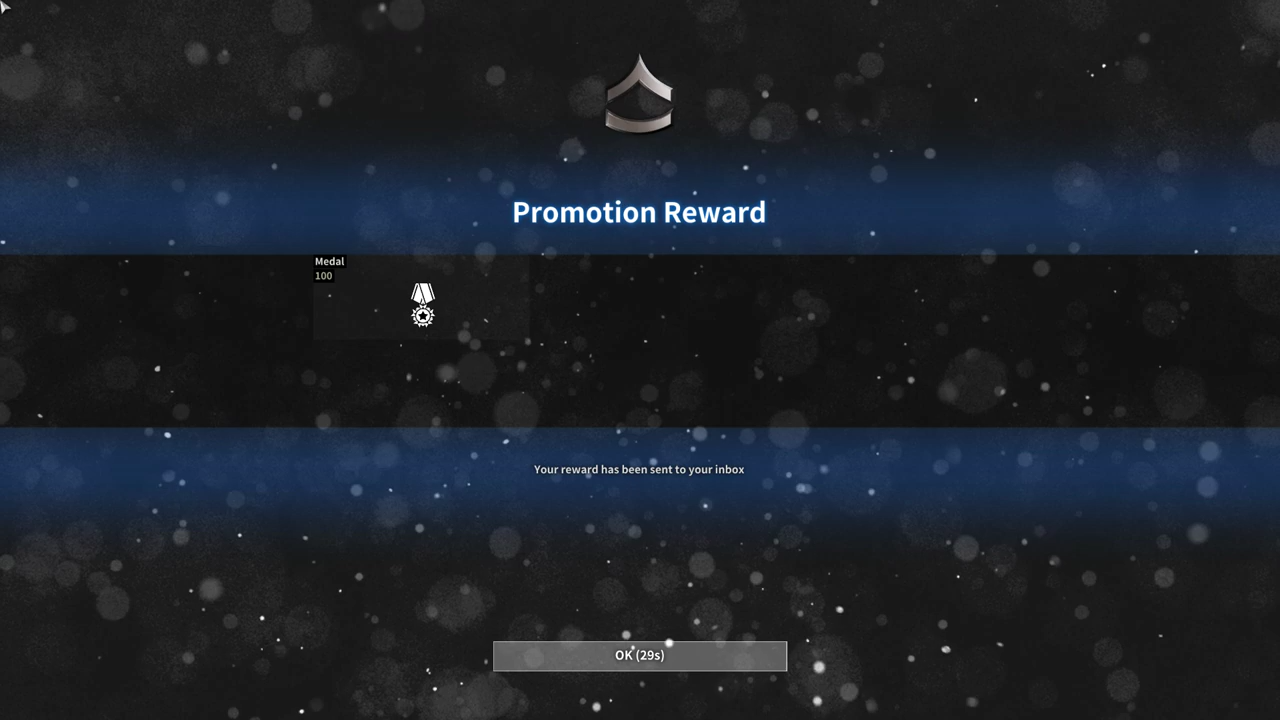 Promotion Reward
Medal
100
Your reward has been sent to your inbox
OK (29s)